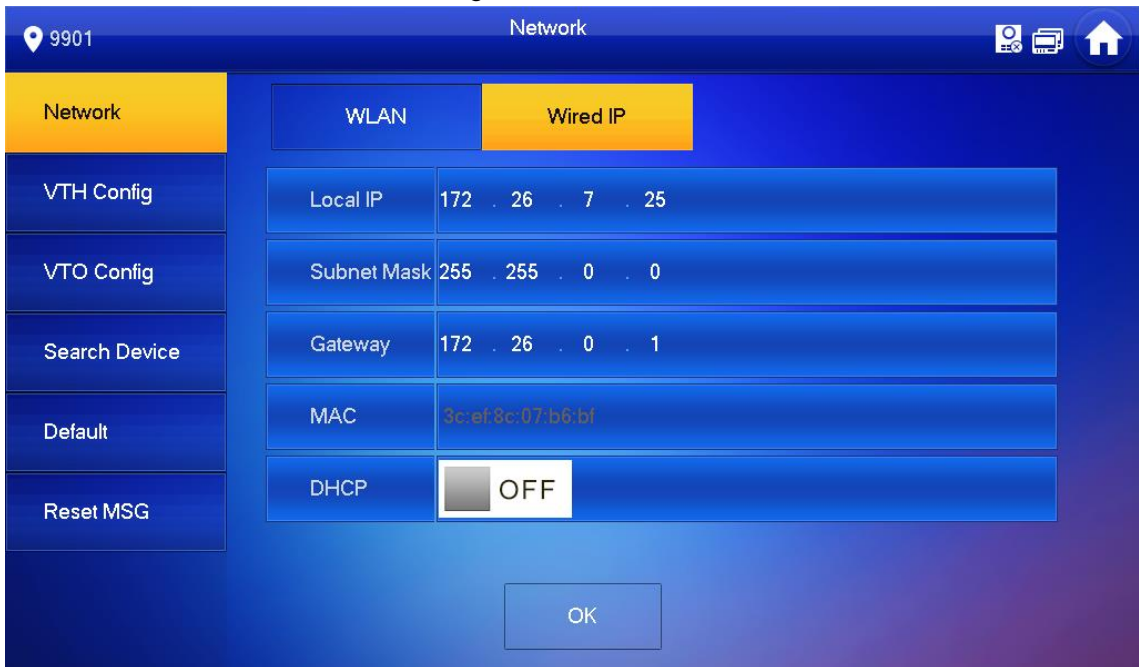 Network
9901
Network
WLAN
Wired IP
VTH Config
Local IP 172 . 26 . 7 . 25
VTO Config
Subnet Mask 255 . 255 . 0 . 0
Search Device
Gateway 172 . 26 . 0 . 1
Default
MAC 3c:ef:8c:07:b6:bf
Reset MSG
DHCP OFF
OK